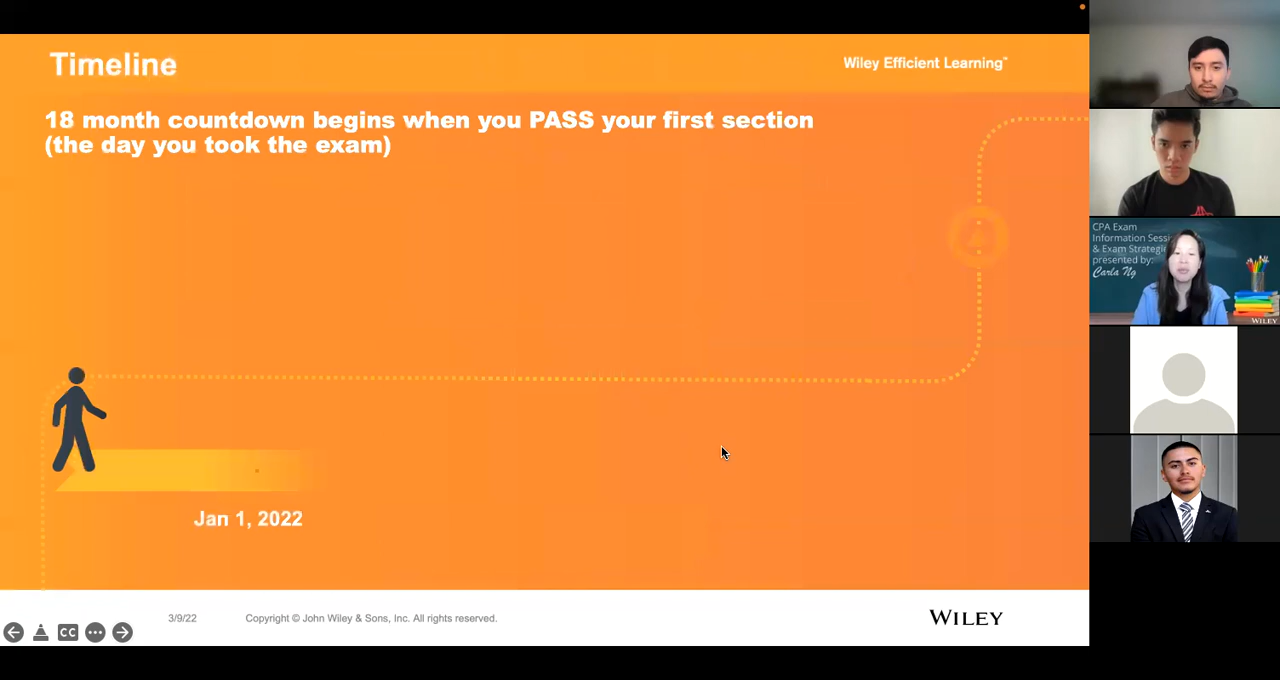 Timeline
Wiley Efficient Learning™
18 month countdown begins when you PASS your first section
(the day you took the exam)
Jan 1, 2022
3/9/22
Copyright © John Wiley & Sons, Inc. All rights reserved.
WILEY
CC
CPA Exam
Information Sessi
& Exam Strategie
presented by:
Carla Ng
WILEY